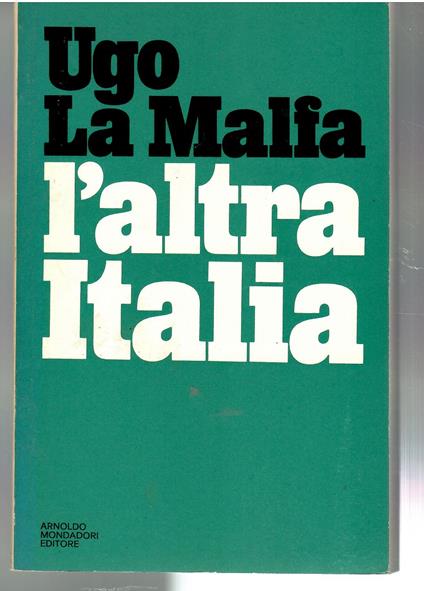 Ugo
La Malfa
l'altra
Italia
ARNOLDO
MONDADORI
EDITORE